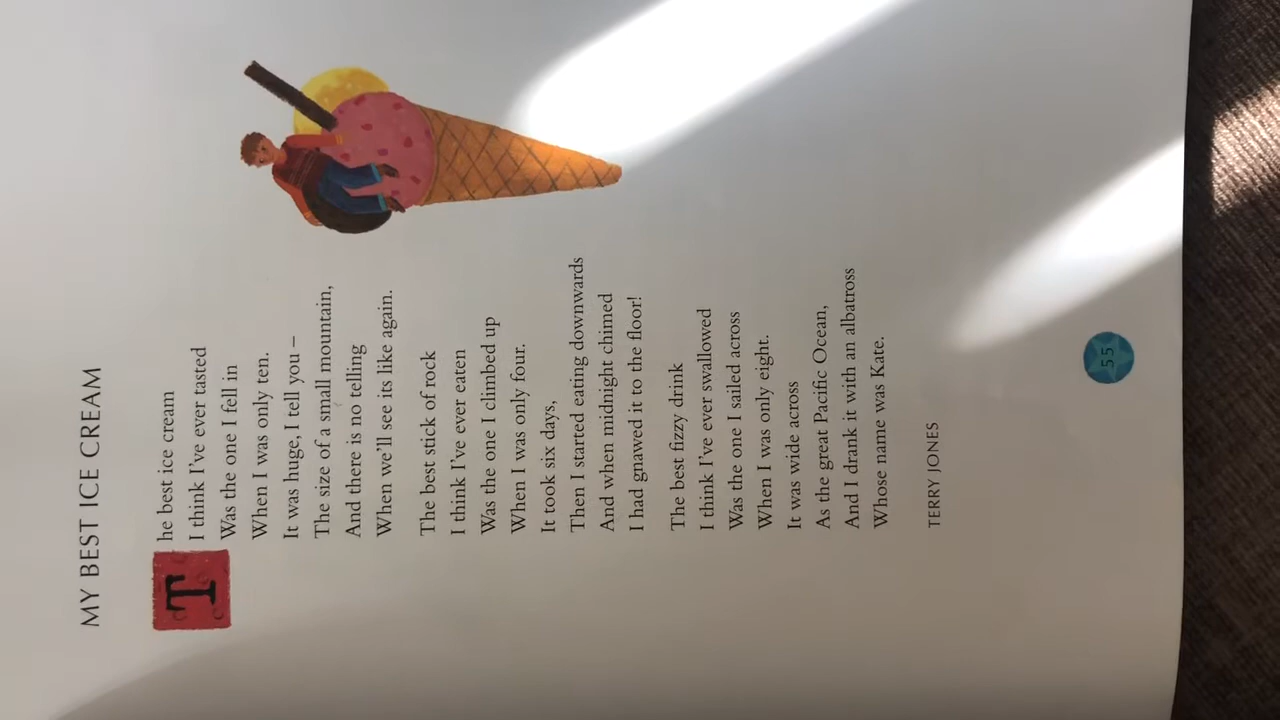 MY BEST ICE CREAM
The best ice cream
I think I've ever tasted
Was the one I fell in
When I was only ten.
It was huge, I tell you –
The size of a small mountain,
And there is no telling
When we'll see its like again.
The best stick of rock
I think I've ever eaten
Was the one I climbed up
When I was only four.
It took six days,
Then I started eating downwards
And when midnight chimed
I had gnawed it to the floor!
The best fizzy drink
I think I've ever swallowed
Was the one I sailed across
When I was only eight.
It was wide across
As the great Pacific Ocean,
And I drank it with an albatross
Whose name was Kate.
TERRY JONES
55